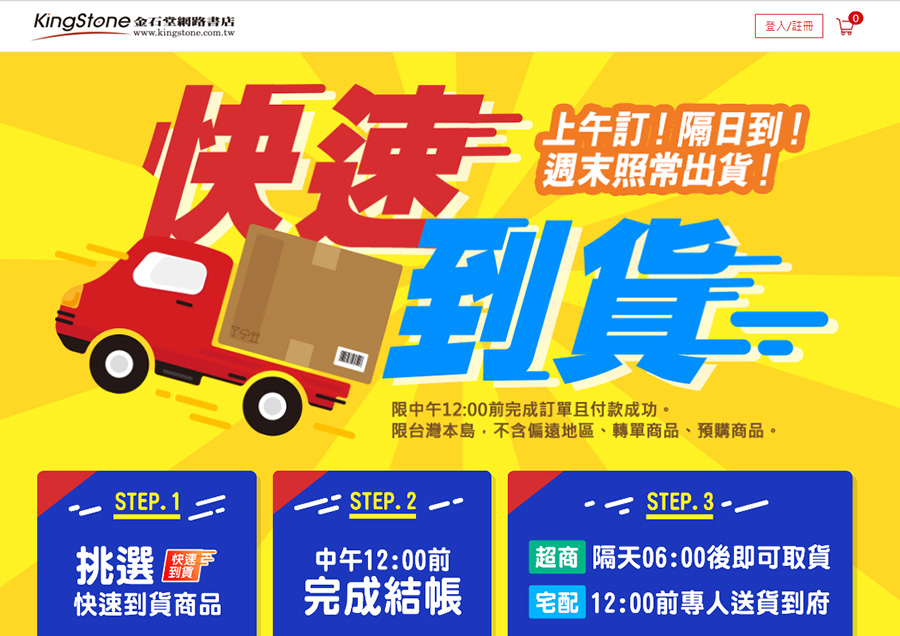 KingStone 金石堂網路書店
www.kingstone.com.tw
登入/註冊
0
快速
到貨
上午訂！隔日到！
週末照常出貨！
限中午12:00前完成訂單且付款成功。
限台灣本島，不含偏遠地區、轉單商品、預購商品。
STEP.1
挑選 快速到貨
快速到貨商品
STEP.2
中午12:00前
完成結帳
STEP.3
超商 隔天06:00後即可取貨
宅配 12:00前專人送貨到府